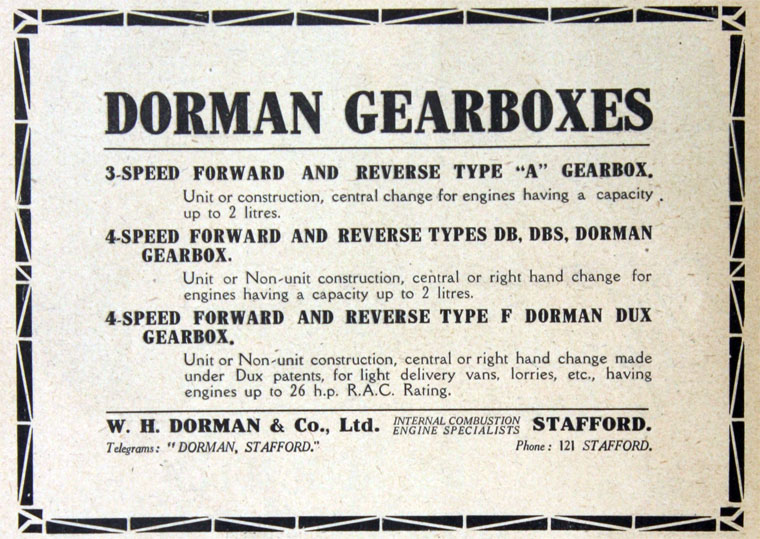 DORMAN GEARBOXES
3-SPEED FORWARD AND REVERSE TYPE "A" GEARBOX.
Unit or construction, central change for engines having a capacity
up to 2 litres.
4-SPEED FORWARD AND REVERSE TYPES DB, DBS, DORMAN
GEARBOX.
Unit or Non-unit construction, central or right hand change for
engines having a capacity up to 2 litres.
4-SPEED FORWARD AND REVERSE TYPE F DORMAN DUX
GEARBOX.
Unit or Non-unit construction, central or right hand change made
under Dux patents, for light delivery vans, lorries, etc., having
engines up to 26 h.p. R.A.C. Rating.
W. H. DORMAN & Co., Ltd. INTERNAL COMBUSTION ENGINE SPECIALISTS STAFFORD.
Telegrams: "DORMAN, STAFFORD." Phone: 121 STAFFORD.